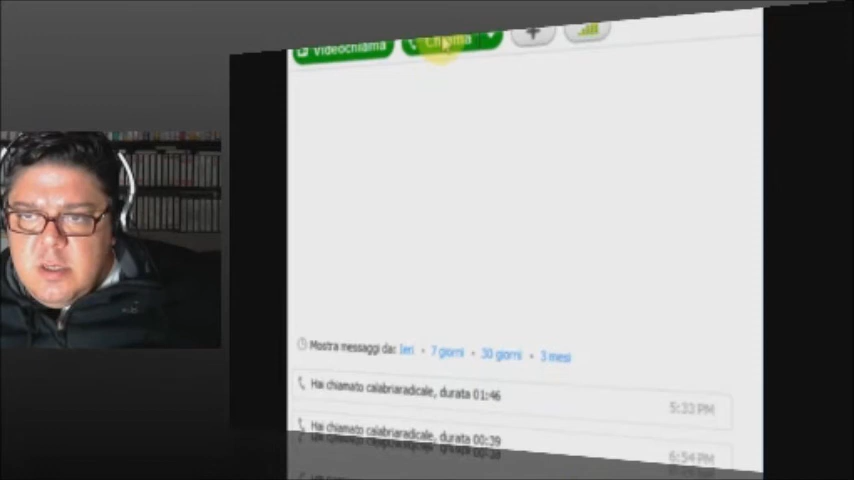 Videochiama Chiama
Mostra messaggi da: Ieri • 7 giorni • 30 giorni • 3 mesi
Hai chiamato calabriaradicale, durata 01:46
5:33 PM
Hai chiamato calabriaradicale, durata 00:39
6:54 PM